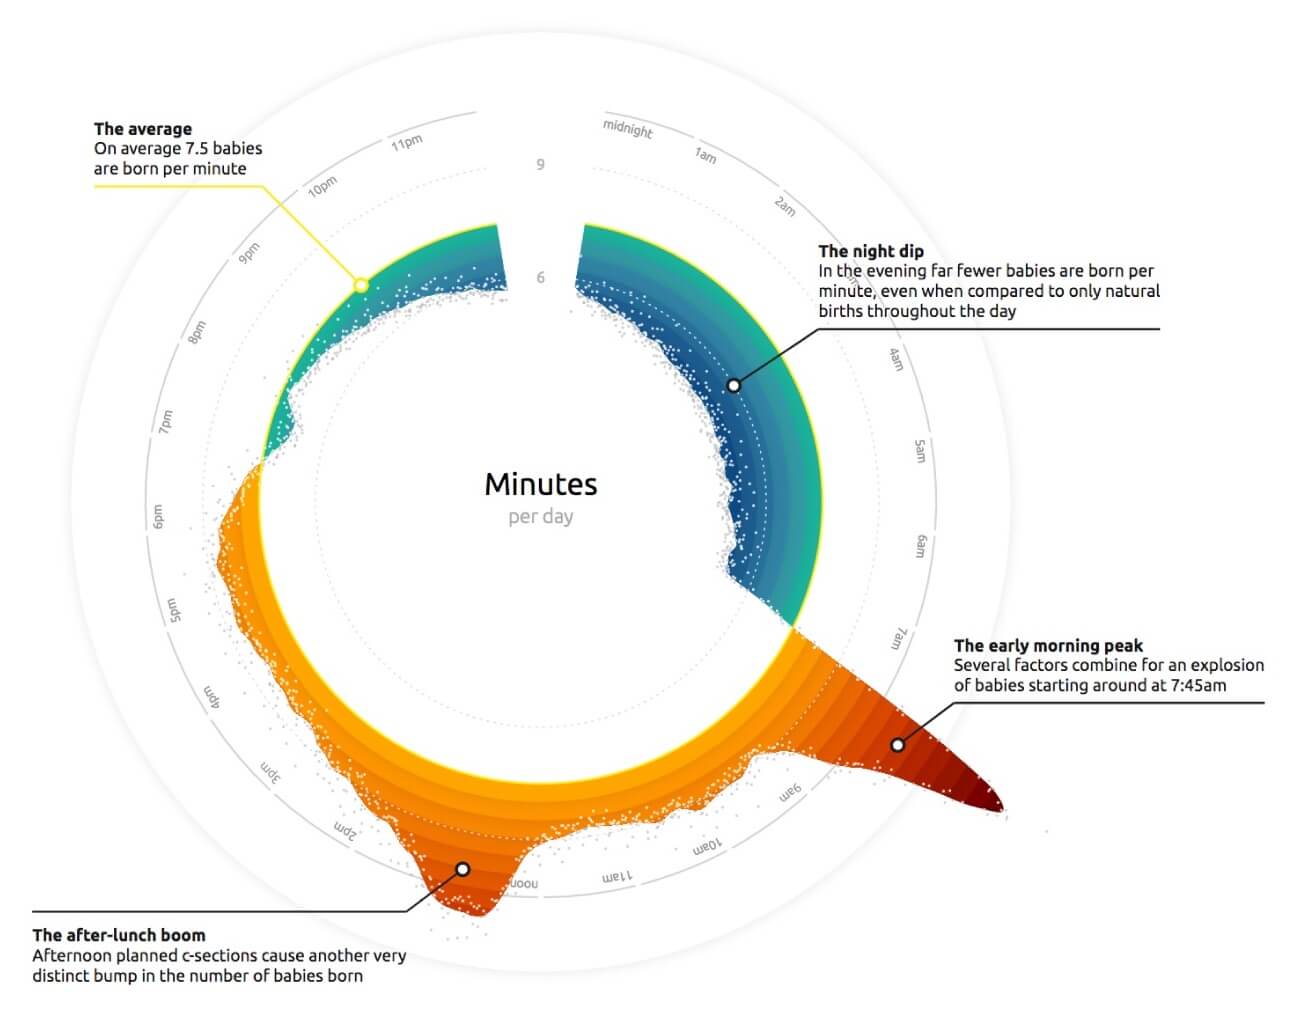 The average
On average 7.5 babies
are born per minute
11pm
midnight
1am
10pm
9
2am
9pm
The night dip
In the evening far fewer babies are born per
minute, even when compared to only natural
births throughout the day
6
8pm
4am
7pm
5am
Minutes
per day
6pm
6am
5pm
7am
The early morning peak
Several factors combine for an explosion
of babies starting around at 7:45am
4pm
3pm
9am
2pm
10am
11am
noon
The after-lunch boom
Afternoon planned c-sections cause another very
distinct bump in the number of babies born